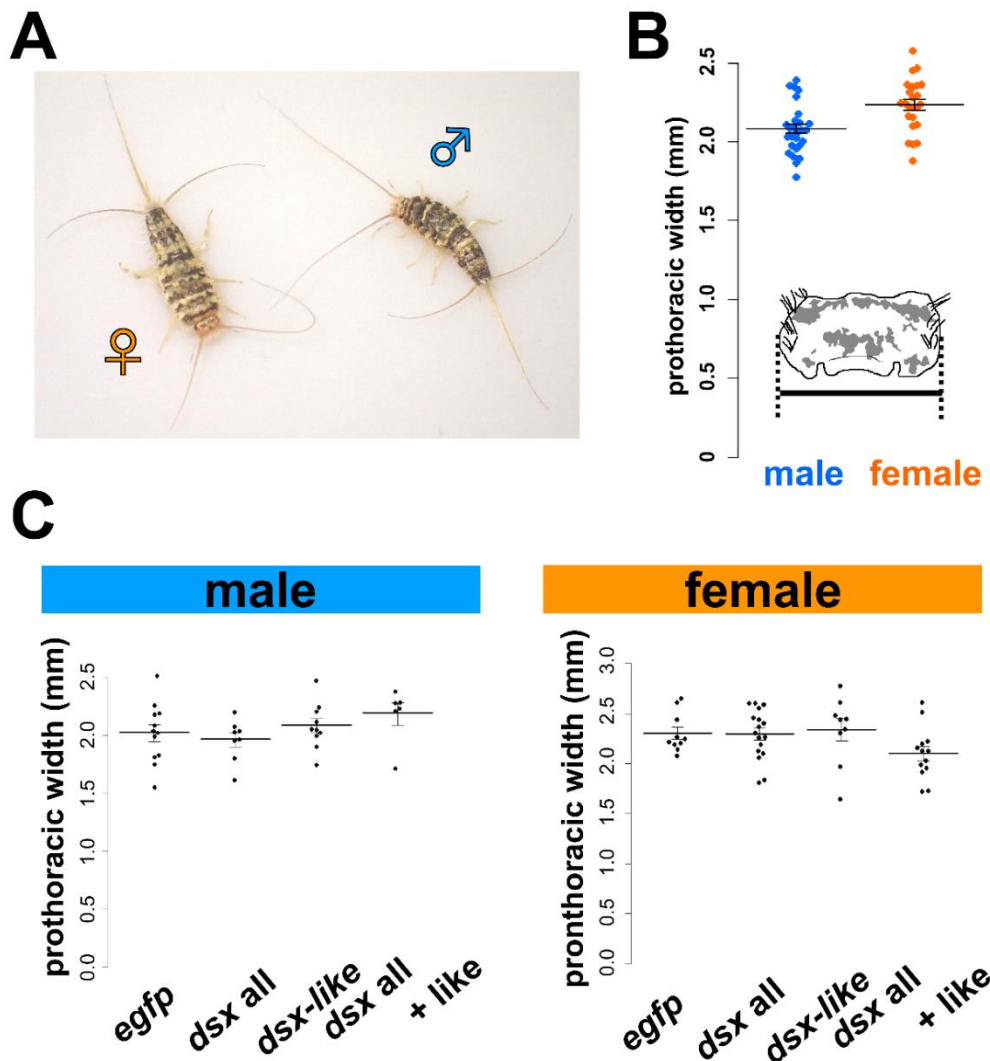 A
♀
♂
B
prothoracic width (mm)
2.5
2.0
1.5
1.0
0.5
0
male
female
C
male
prothoracic width (mm)
2.5
2.0
1.5
1.0
0.5
0.0
egfp
dsx all
dsx-like
dsx all
+ like
female
pronthoracic width (mm)
3.0
2.5
2.0
1.5
1.0
0.5
0.0
egfp
dsx all
dsx-like
dsx all
+ like